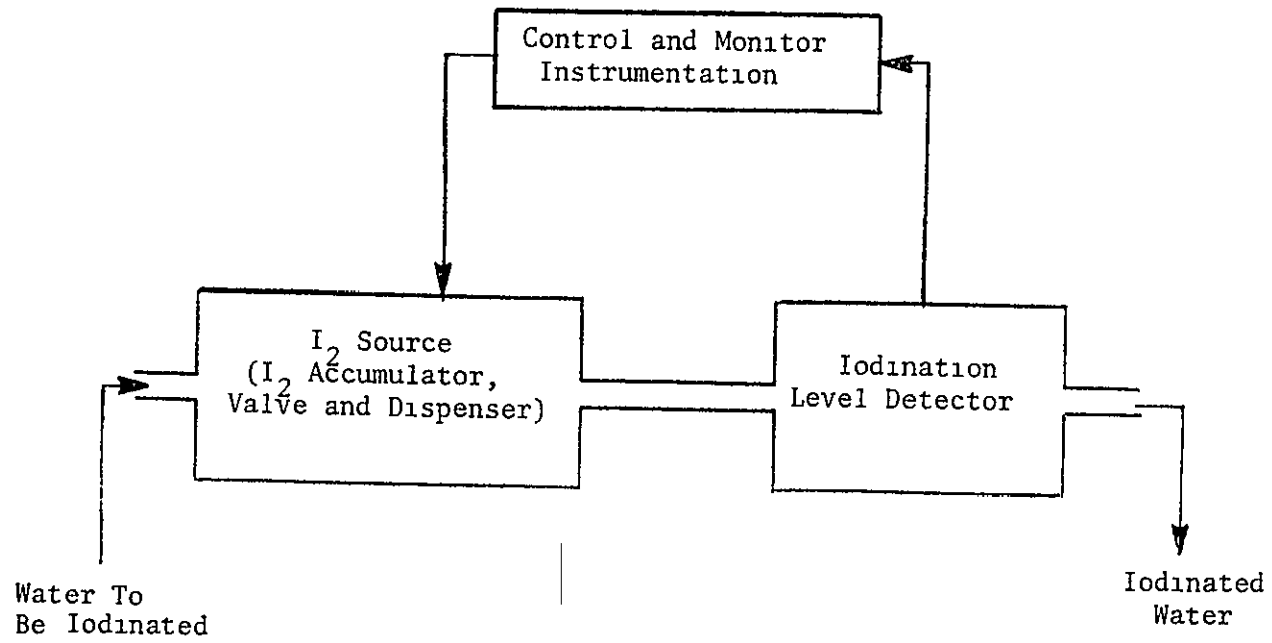 Control and Monitor
Instrumentation
I2 Source
(I2 Accumulator,
Valve and Dispenser)
Iodination
Level Detector
Water To
Be Iodinated
Iodinated
Water